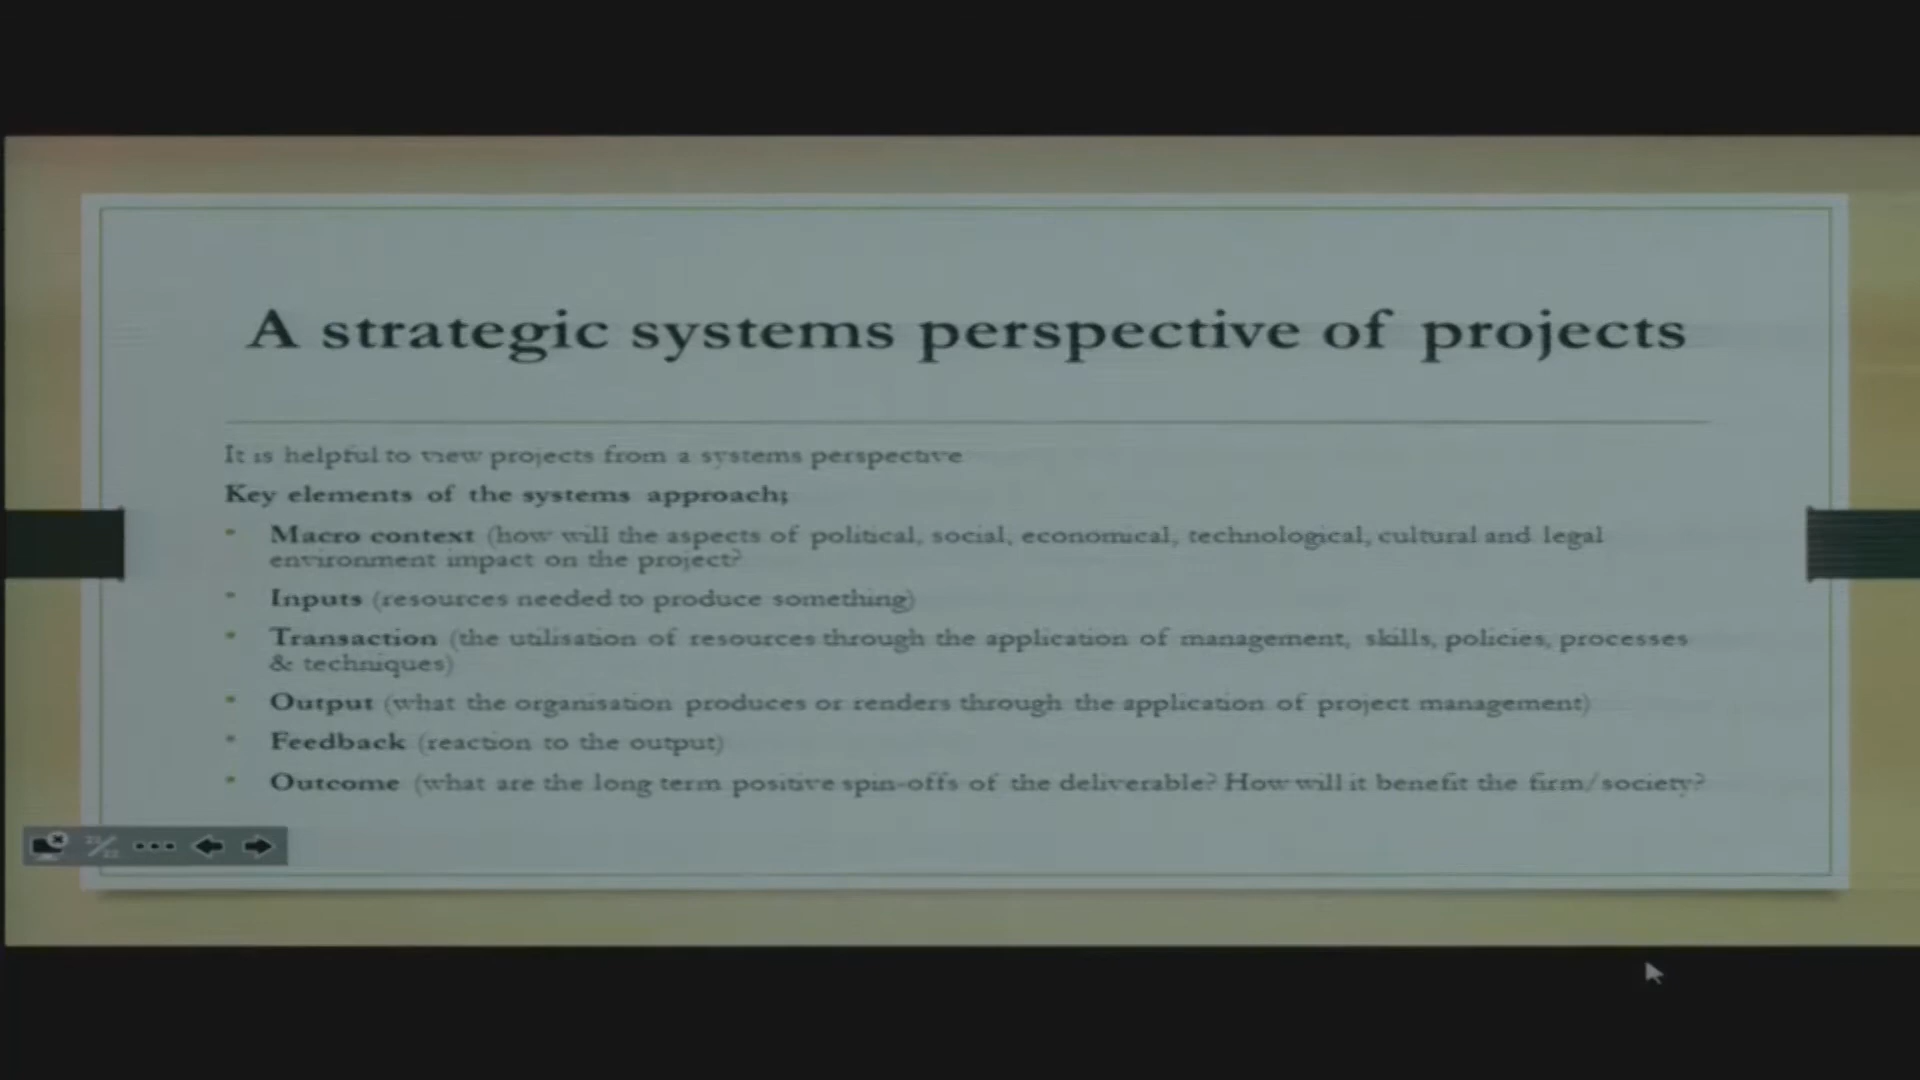 A strategic systems perspective of projects
It is helpful to view projects from a systems perspective
Key elements of the systems approach;
• Macro context (how will the aspects of political, social, economical, technological, cultural and legal
environment impact on the project?
• Inputs (resources needed to produce something)
• Transaction (the utilisation of resources through the application of management, skills, policies, processes
& techniques)
• Output (what the organisation produces or renders through the application of project management)
• Feedback (reaction to the output)
• Outcome (what are the long term positive spin-offs of the deliverable? How will it benefit the firm/society?